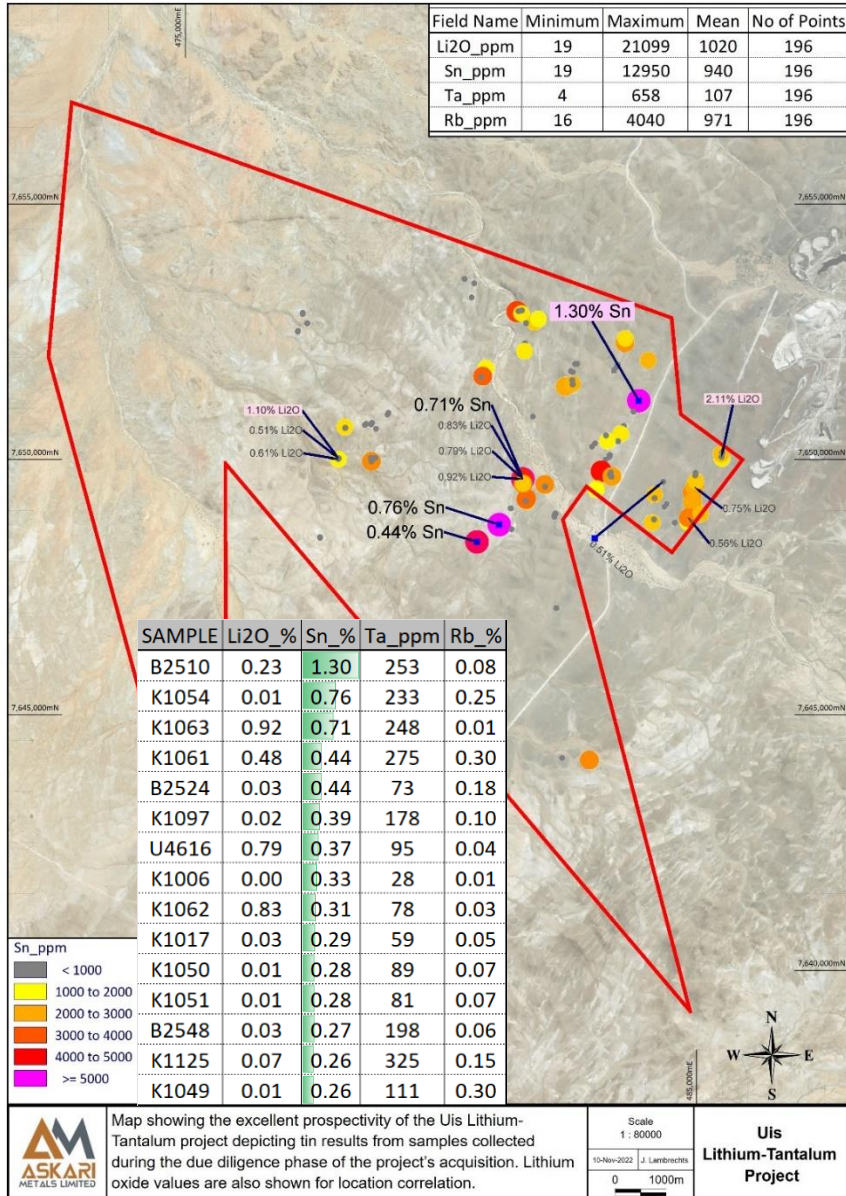 Field Name Minimum Maximum Mean No of Points
Li2O_ppm 19 21099 1020 196
Sn_ppm 19 12950 940 196
Ta_ppm 4 658 107 196
Rb_ppm 16 4040 971 196
475,000mE
7,655,000mN
7,655,000mN
1.30% Sn
0.71% Sn
1.10% Li2O
2.11% Li2O
0.83% Li2O
0.51% Li2O
0.79% Li2O
7,650,000mN
0.61% Li2O
7,650,000mN
0.92% Li2O
0.76% Sn
0.75% Li2O
0.44% Sn
0.51% Li2O
0.56% Li2O
SAMPLE Li2O_% Sn_% Ta_ppm Rb_%
B2510 0.23 1.30 253 0.08
K1054 0.01 0.76 233 0.25
K1063 0.92 0.71 248 0.01
K1061 0.48 0.44 275 0.30
B2524 0.03 0.44 73 0.18
K1097 0.02 0.39 178 0.10
U4616 0.79 0.37 95 0.04
K1006 0.00 0.33 28 0.01
K1062 0.83 0.31 78 0.03
K1017 0.03 0.29 59 0.05
K1050 0.01 0.28 89 0.07
K1051 0.01 0.28 81 0.07
B2548 0.03 0.27 198 0.06
K1125 0.07 0.26 325 0.15
K1049 0.01 0.26 111 0.30
7,645,000mN
7,645,000mN
7,640,000mN
485,000mE
Sn_ppm
< 1000
1000 to 2000
2000 to 3000
3000 to 4000
4000 to 5000
>= 5000
N
W E
S
AM
ASKARI
METALS LIMITED
Map showing the excellent prospectivity of the Uis Lithium-
Tantalum project depicting tin results from samples collected
during the due diligence phase of the project's acquisition. Lithium
oxide values are also shown for location correlation.
Scale
1 : 80000
10-Nov-2022 J. Lambrechts
0 1000m
Uis
Lithium-Tantalum
Project